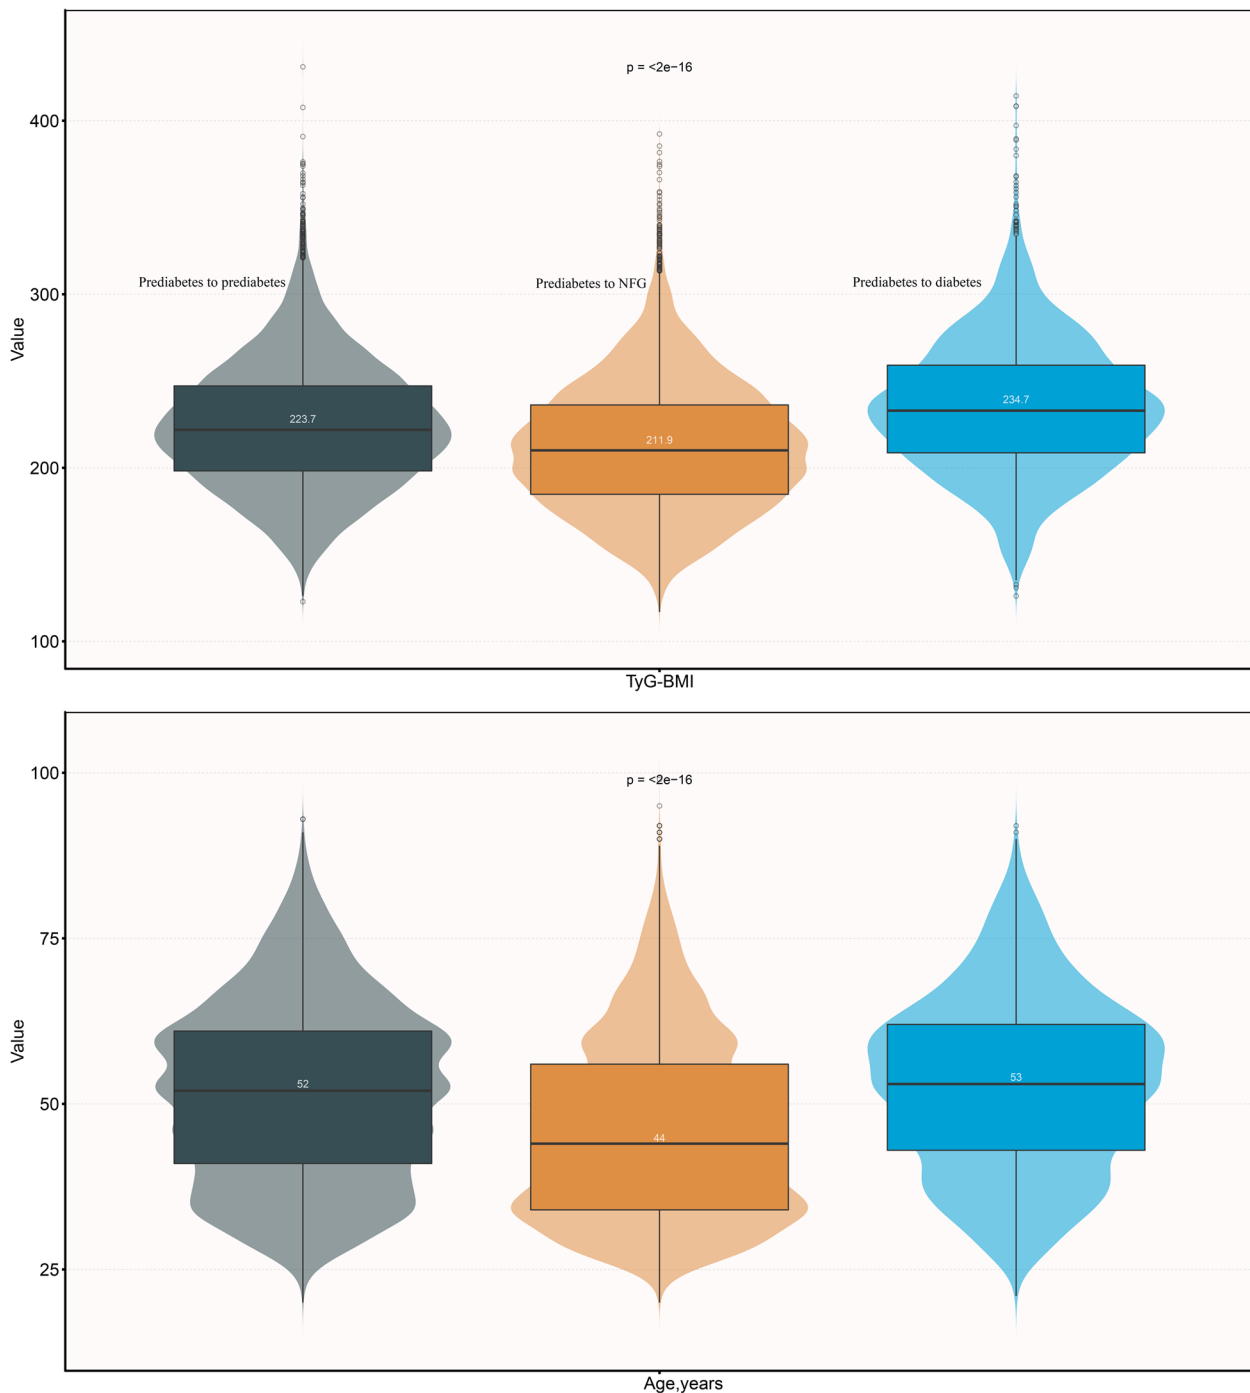 p = <2e−16
400
Prediabetes to prediabetes
Prediabetes to NFG
Prediabetes to diabetes
300
Value
223.7
211.9
234.7
200
100
TyG-BMI
p = <2e−16
100
75
Value
52
44
53
50
25
Age,years